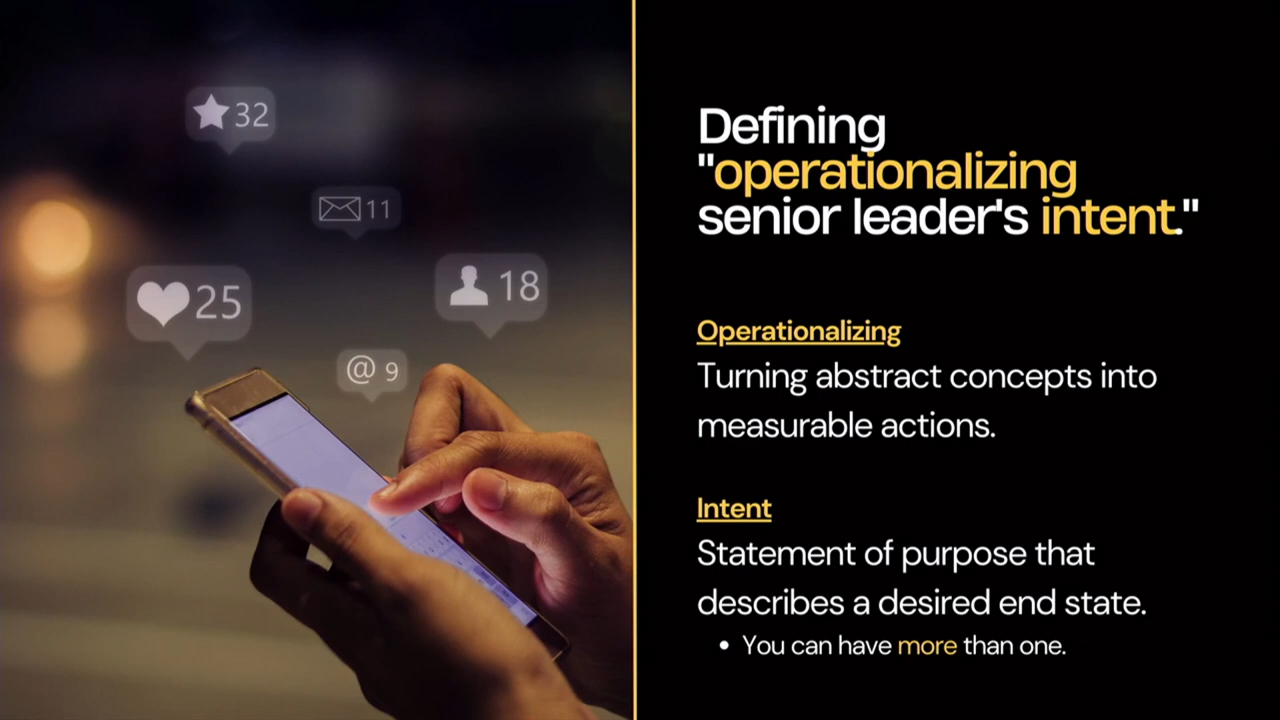 32
11
25
18
@ 9
Defining
"operationalizing
senior leader's intent."
Operationalizing
Turning abstract concepts into
measurable actions.
Intent
Statement of purpose that
describes a desired end state.
• You can have more than one.